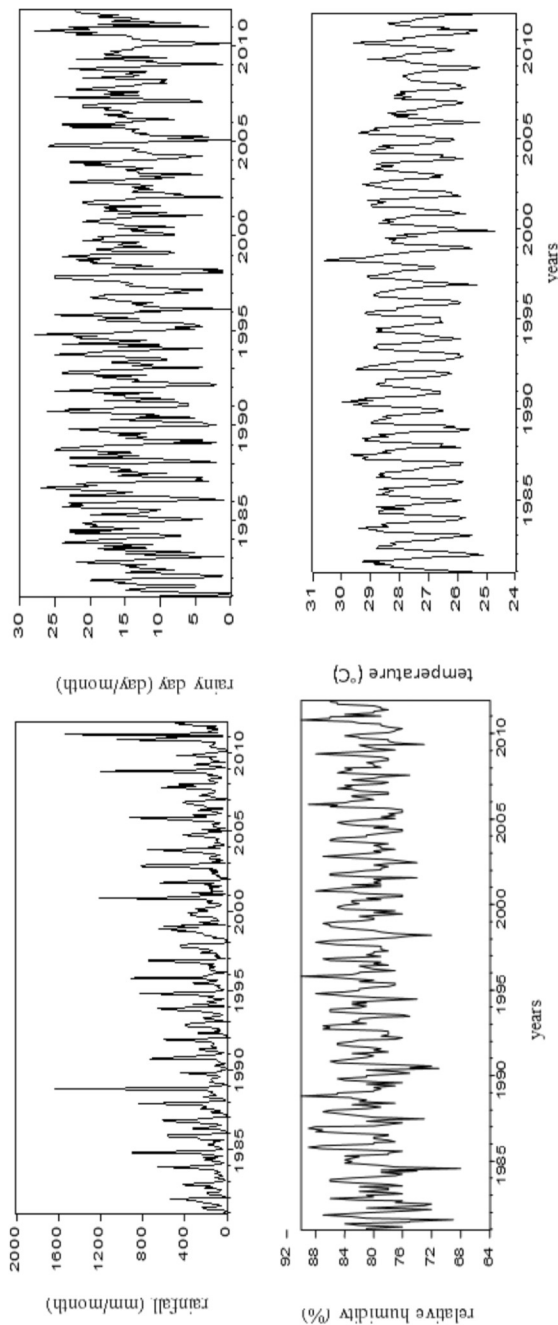 rainfall. (mm/month)
2000
1600
1200
800
400
0
1985 1990 1995 2000 2005 2010
rainy day (day/month)
30
25
20
15
10
5
0
1985 1990 1995 2000 2005 2010
relative humidity (%)
92
88
84
80
76
72
68
64
1985 1990 1995 2000 2005 2010
years
temperature (°C)
31
30
29
28
27
26
25
24
1985 1990 1995 2000 2005 2010
years